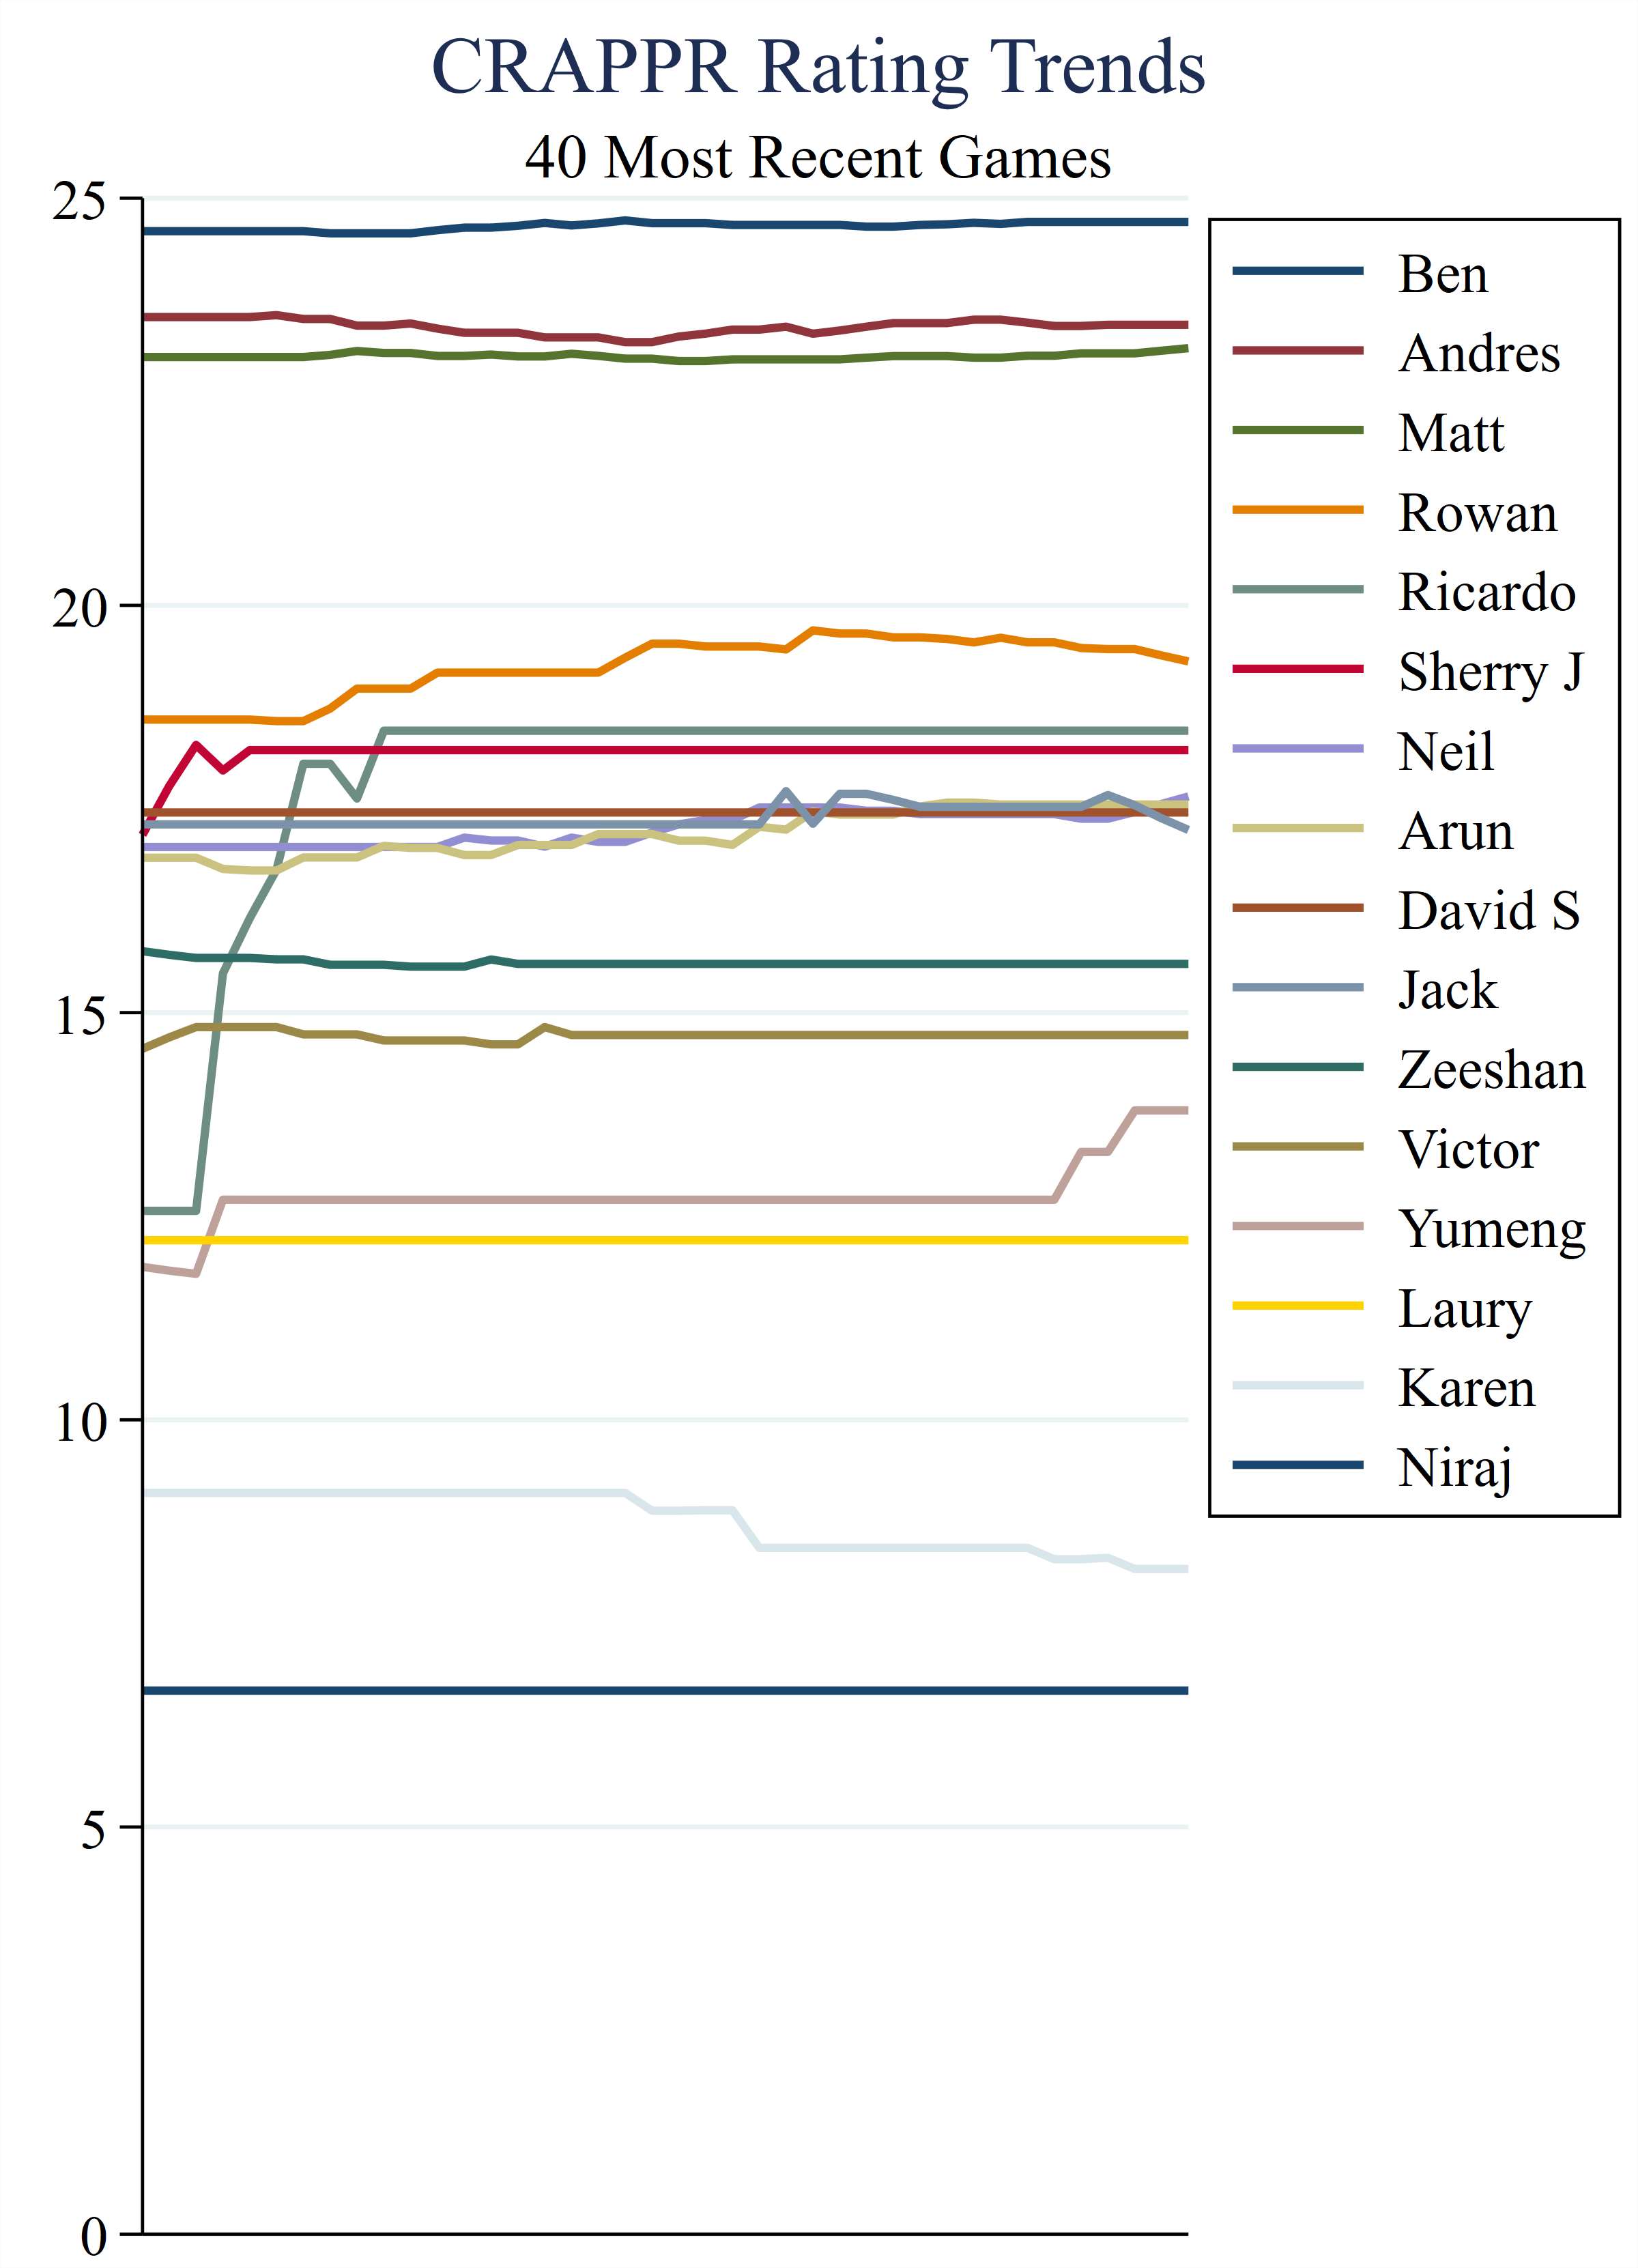 CRAPPR Rating Trends
40 Most Recent Games
25
20
15
10
5
0
Ben
Andres
Matt
Rowan
Ricardo
Sherry J
Neil
Arun
David S
Jack
Zeeshan
Victor
Yumeng
Laury
Karen
Niraj